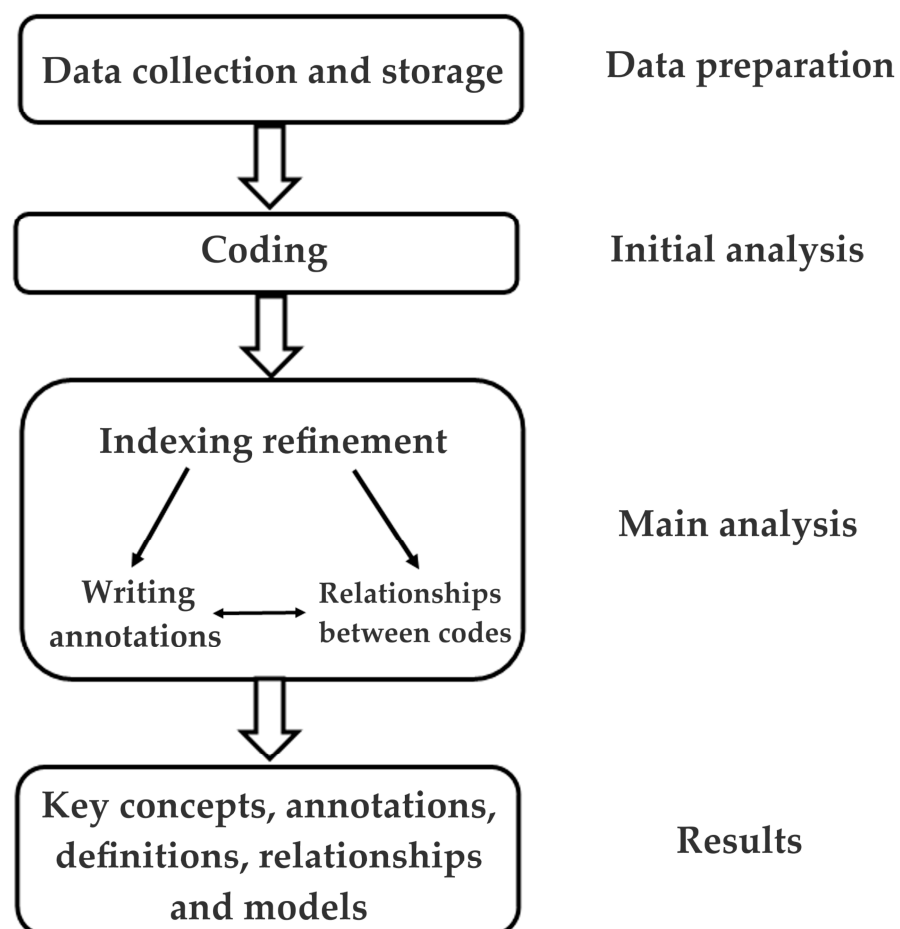 Data collection and storage
Data preparation
Coding
Initial analysis
Indexing refinement
Main analysis
Writing
annotations
Relationships
between codes
Key concepts, annotations,
definitions, relationships
and models
Results